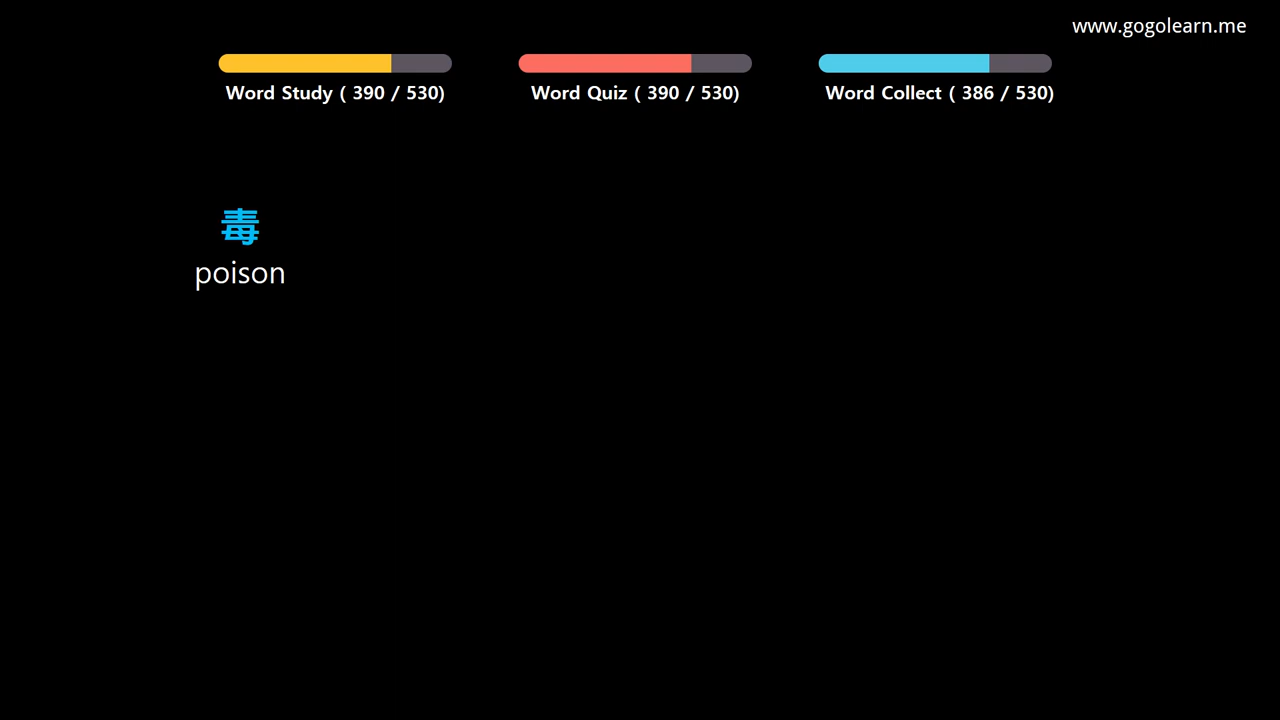 www.gogolearn.me
Word Study ( 390 / 530)
Word Quiz ( 390 / 530)
Word Collect ( 386 / 530)
毒
poison